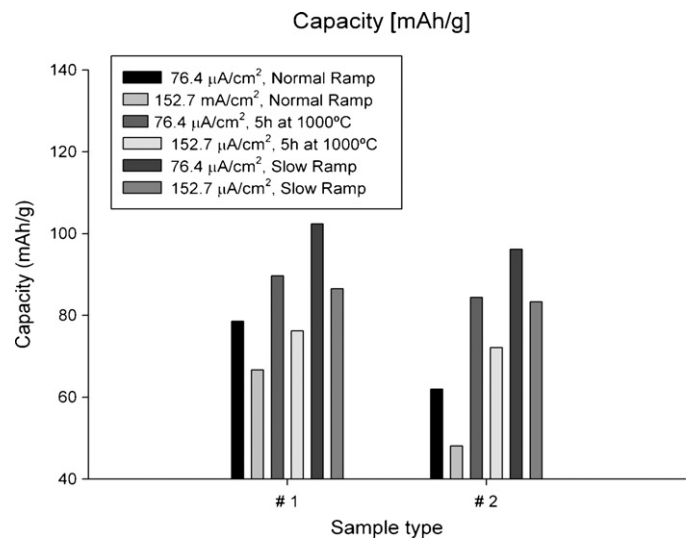 Capacity [mAh/g]
140
120
100
80
60
40
Capacity (mAh/g)
76.4 μA/cm², Normal Ramp
152.7 mA/cm², Normal Ramp
76.4 μA/cm², 5h at 1000ºC
152.7 μA/cm², 5h at 1000ºC
76.4 μA/cm², Slow Ramp
152.7 μA/cm², Slow Ramp
# 1
# 2
Sample type